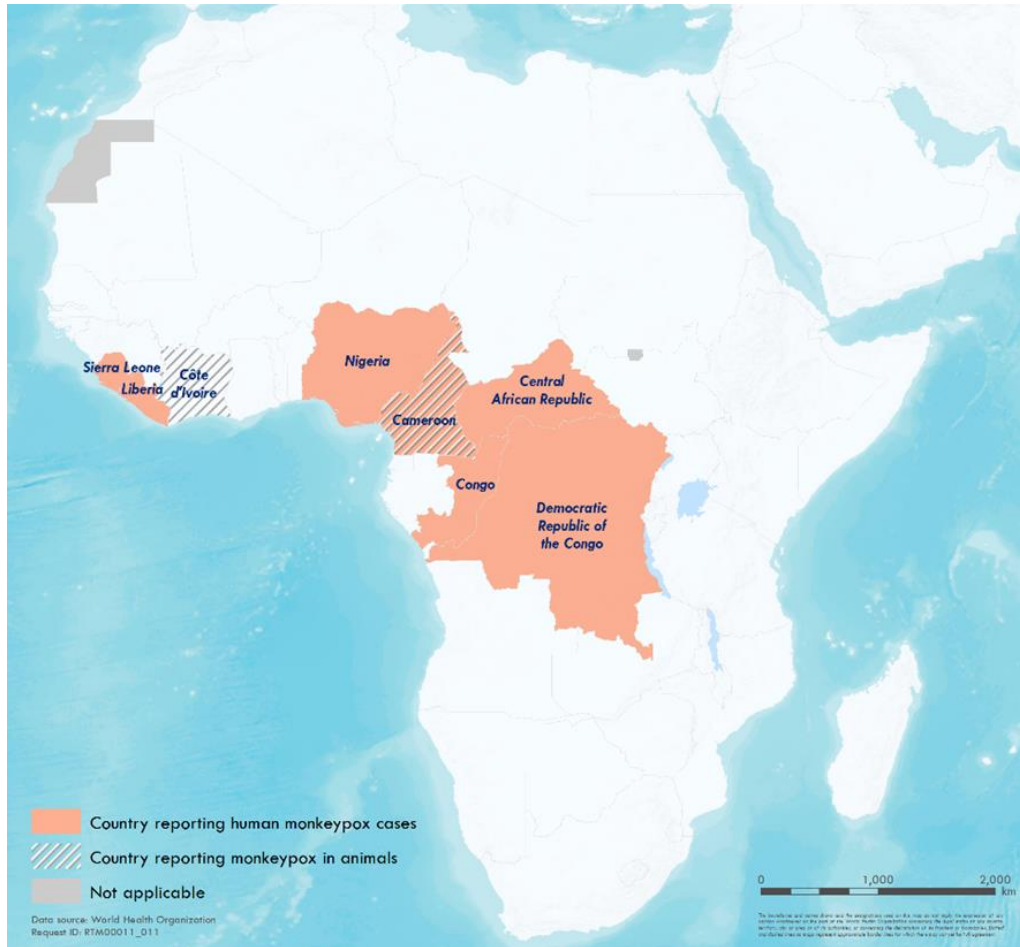 Sierra Leone
Liberia
Côte
d'Ivoire
Nigeria
Cameroon
Central
African Republic
Congo
Democratic
Republic of
the Congo
Country reporting human monkeypox cases
Country reporting monkeypox in animals
Not applicable
Data source: World Health Organization
Request ID: RTM00011_011
0 1,000 2,000
km